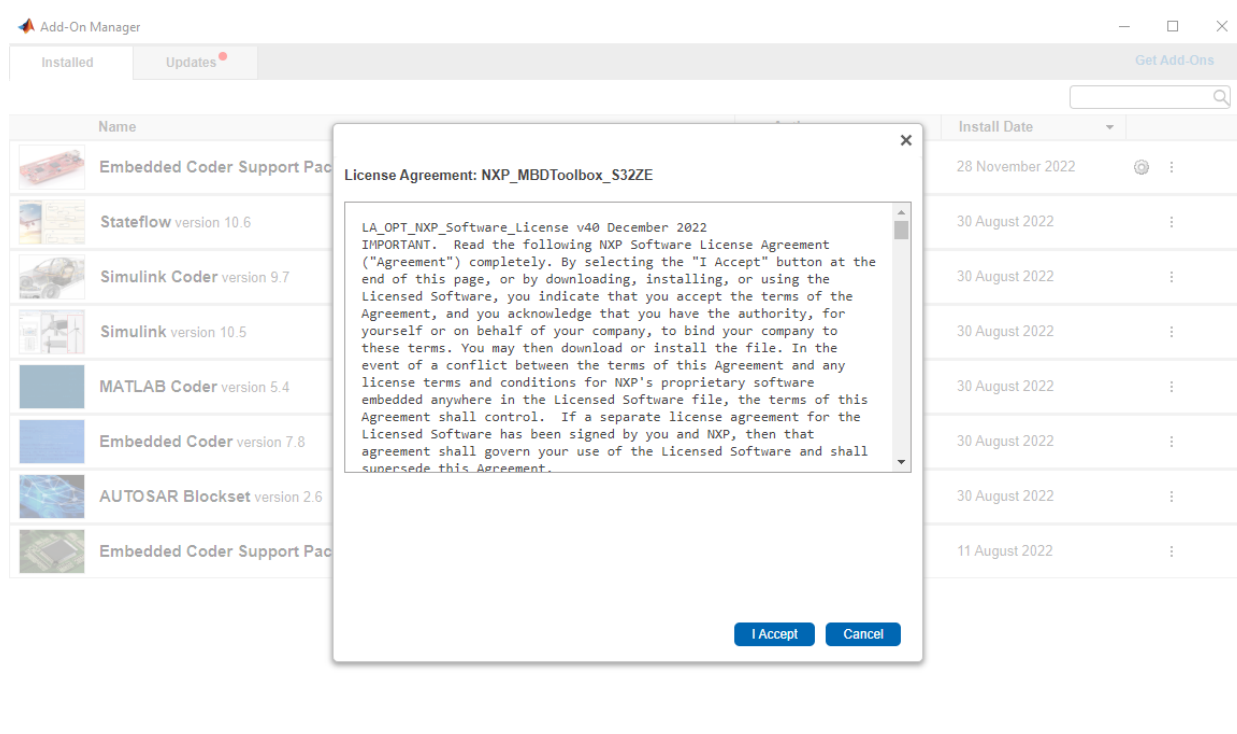 Add-On Manager
Installed
Updates
Get Add-Ons
Name
Install Date
Embedded Coder Support Pac
28 November 2022
Stateflow version 10.6
30 August 2022
Simulink Coder version 9.7
30 August 2022
Simulink version 10.5
30 August 2022
MATLAB Coder version 5.4
30 August 2022
Embedded Coder version 7.8
30 August 2022
AUTOSAR Blockset version 2.6
30 August 2022
Embedded Coder Support Pac
11 August 2022
License Agreement: NXP_MBDToolbox_S32ZE
LA_OPT_NXP_Software_License v40 December 2022
IMPORTANT.  Read the following NXP Software License Agreement
("Agreement") completely. By selecting the "I Accept" button at the
end of this page, or by downloading, installing, or using the
Licensed Software, you indicate that you accept the terms of the
Agreement, and you acknowledge that you have the authority, for
yourself or on behalf of your company, to bind your company to
these terms. You may then download or install the file. In the
event of a conflict between the terms of this Agreement and any
license terms and conditions for NXP's proprietary software
embedded anywhere in the Licensed Software file, the terms of this
Agreement shall control.  If a separate license agreement for the
Licensed Software has been signed by you and NXP, then that
agreement shall govern your use of the Licensed Software and shall
supersede this Agreement.
I Accept
Cancel